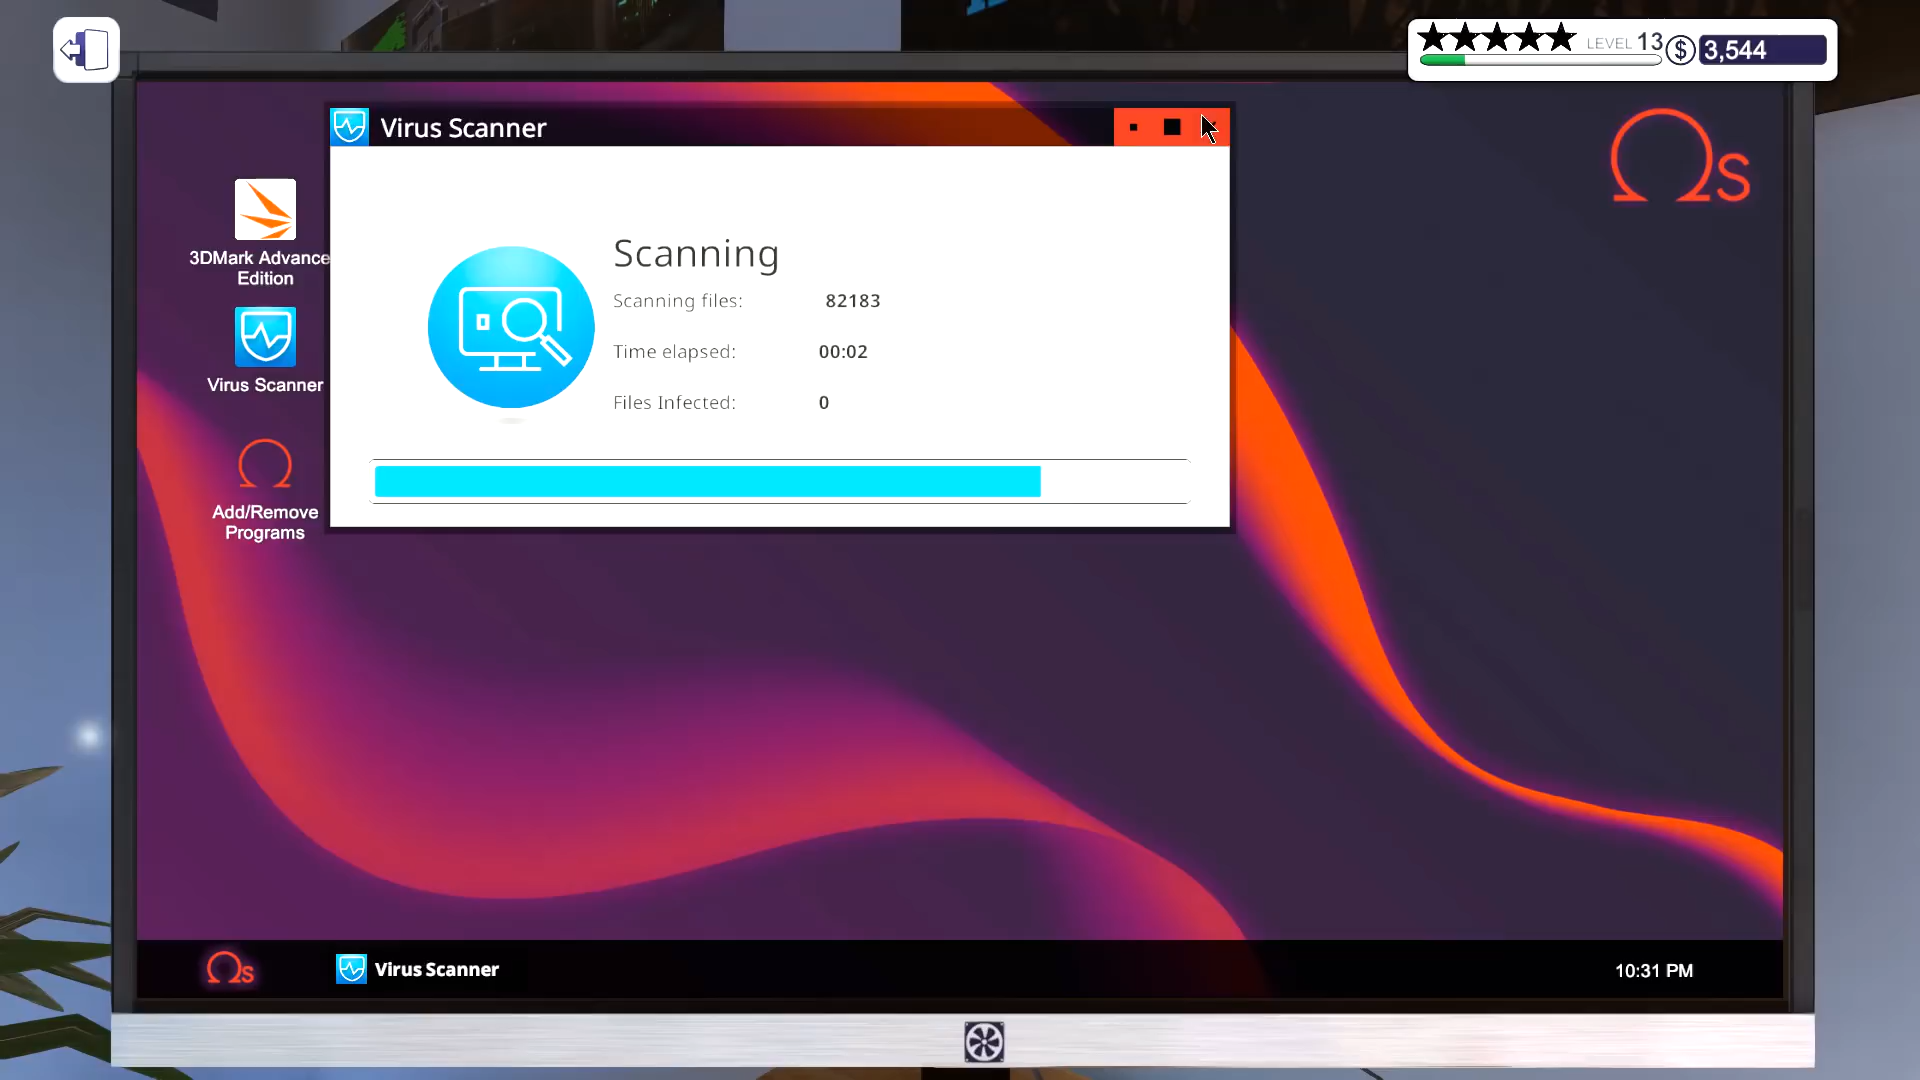 LEVEL 13
$ 3,544
Virus Scanner
Ωs
3DMark Advance
Edition
Scanning
Scanning files: 82183
Time elapsed: 00:02
Files Infected: 0
Virus Scanner
Add/Remove
Programs
Ωs
Virus Scanner
10:31 PM